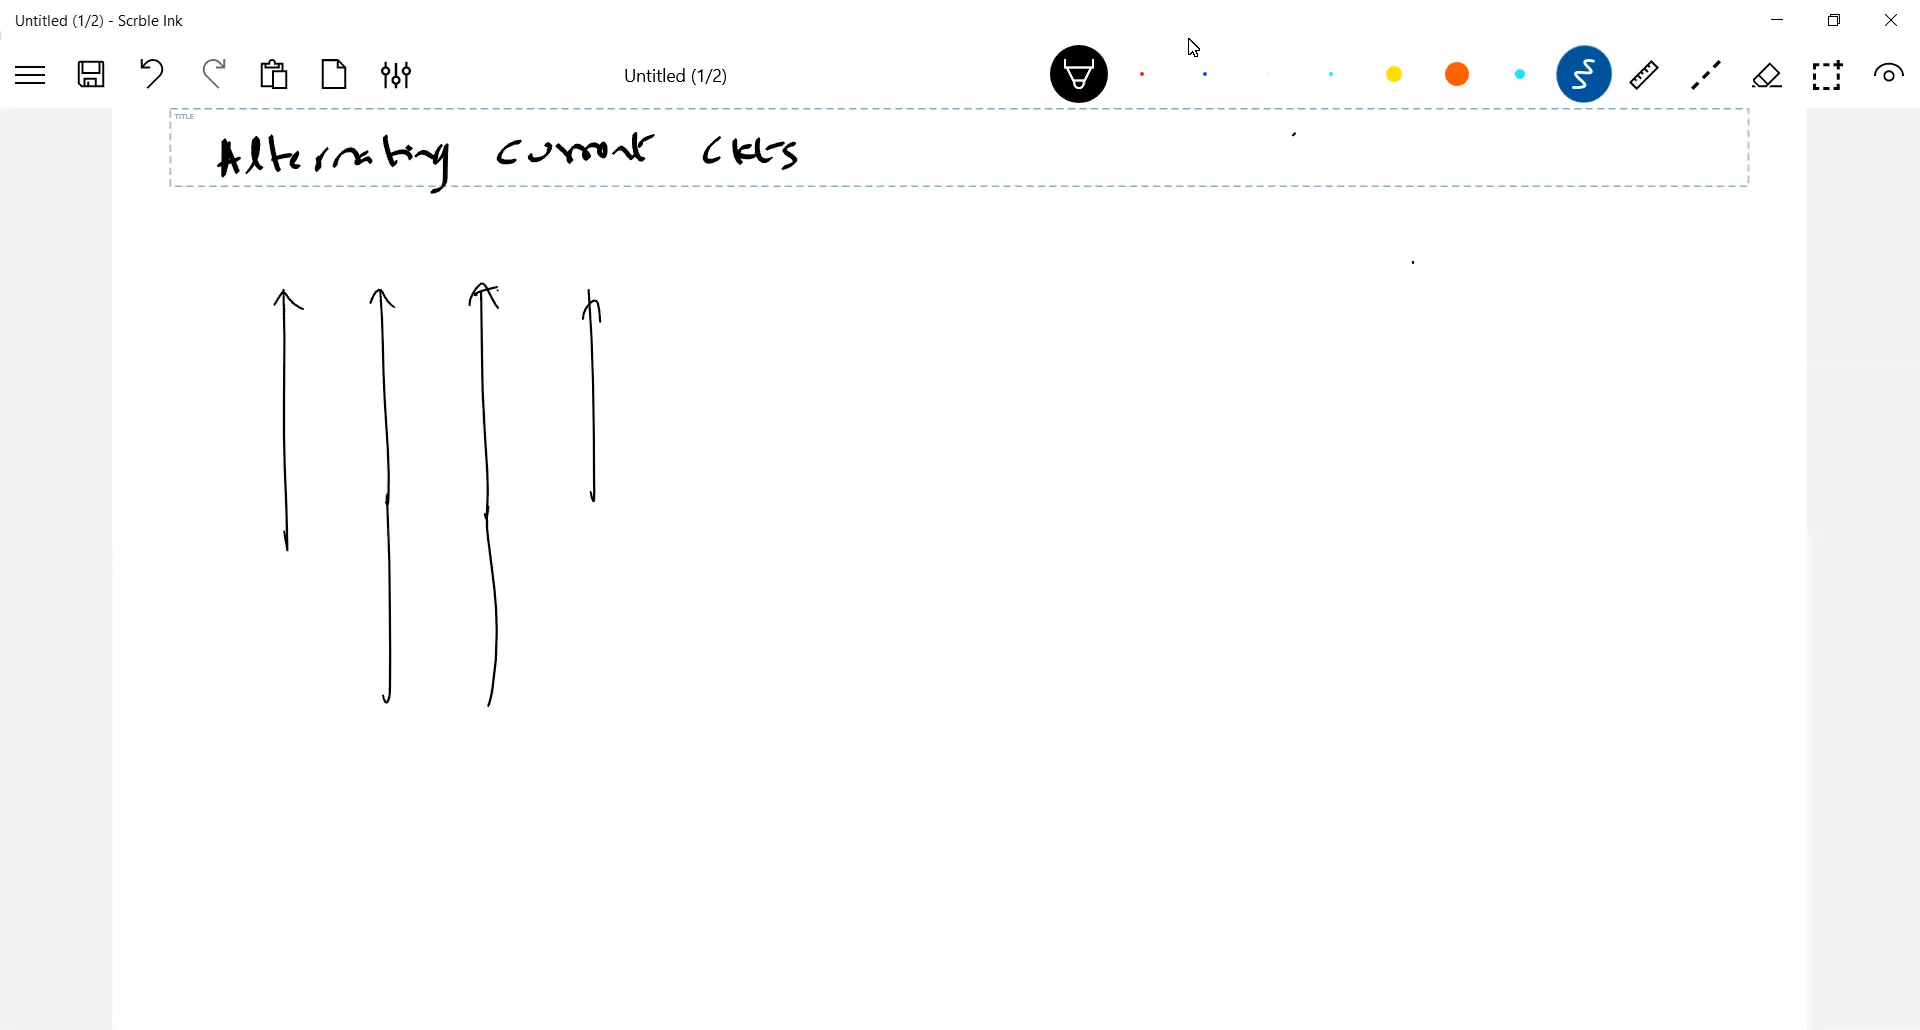 Untitled (1/2) - Scrble Ink
Untitled (1/2)
TITLE
Alternating Current Ckts